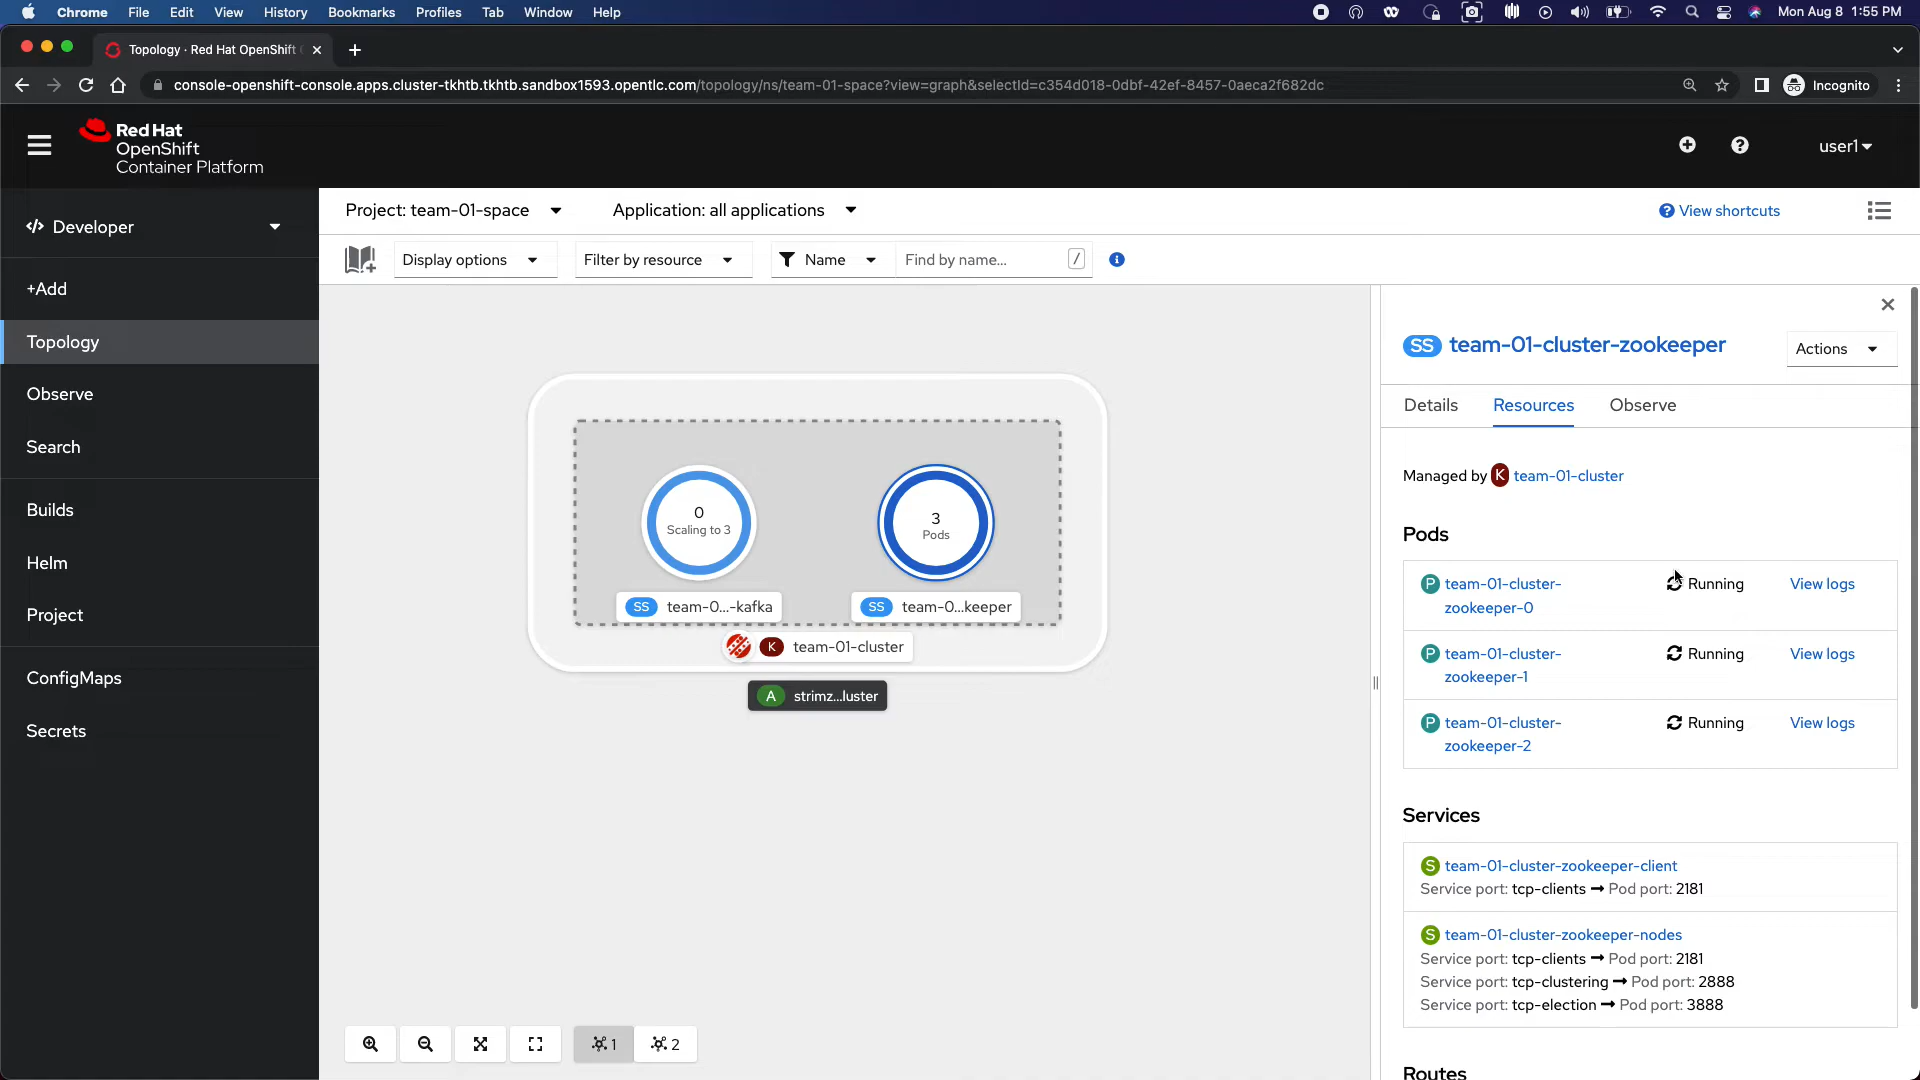 Chrome File Edit View History Bookmarks Profiles Tab Window Help
Mon Aug 8 1:55 PM
Topology · Red Hat OpenShift
console-openshift-console.apps.cluster-tkhtb.tkhtb.sandbox1593.opentlc.com/topology/ns/team-01-space?view=graph&selectId=c354d018-0dbf-42ef-8457-0aeca2f682dc
Incognito
Red Hat
OpenShift
Container Platform
user1
Developer
+Add
Topology
Observe
Search
Builds
Helm
Project
ConfigMaps
Secrets
Project: team-01-space
Application: all applications
View shortcuts
Display options
Filter by resource
Name
Find by name...
/
0
Scaling to 3
3
Pods
SS team-0...-kafka
SS team-0...keeper
K team-01-cluster
A strimz...luster
1
2
SS team-01-cluster-zookeeper
Actions
Details Resources Observe
Managed by K team-01-cluster
Pods
P team-01-cluster-
zookeeper-0
Running
View logs
P team-01-cluster-
zookeeper-1
Running
View logs
P team-01-cluster-
zookeeper-2
Running
View logs
Services
S team-01-cluster-zookeeper-client
Service port: tcp-clients → Pod port: 2181
S team-01-cluster-zookeeper-nodes
Service port: tcp-clients → Pod port: 2181
Service port: tcp-clustering → Pod port: 2888
Service port: tcp-election → Pod port: 3888
Routes